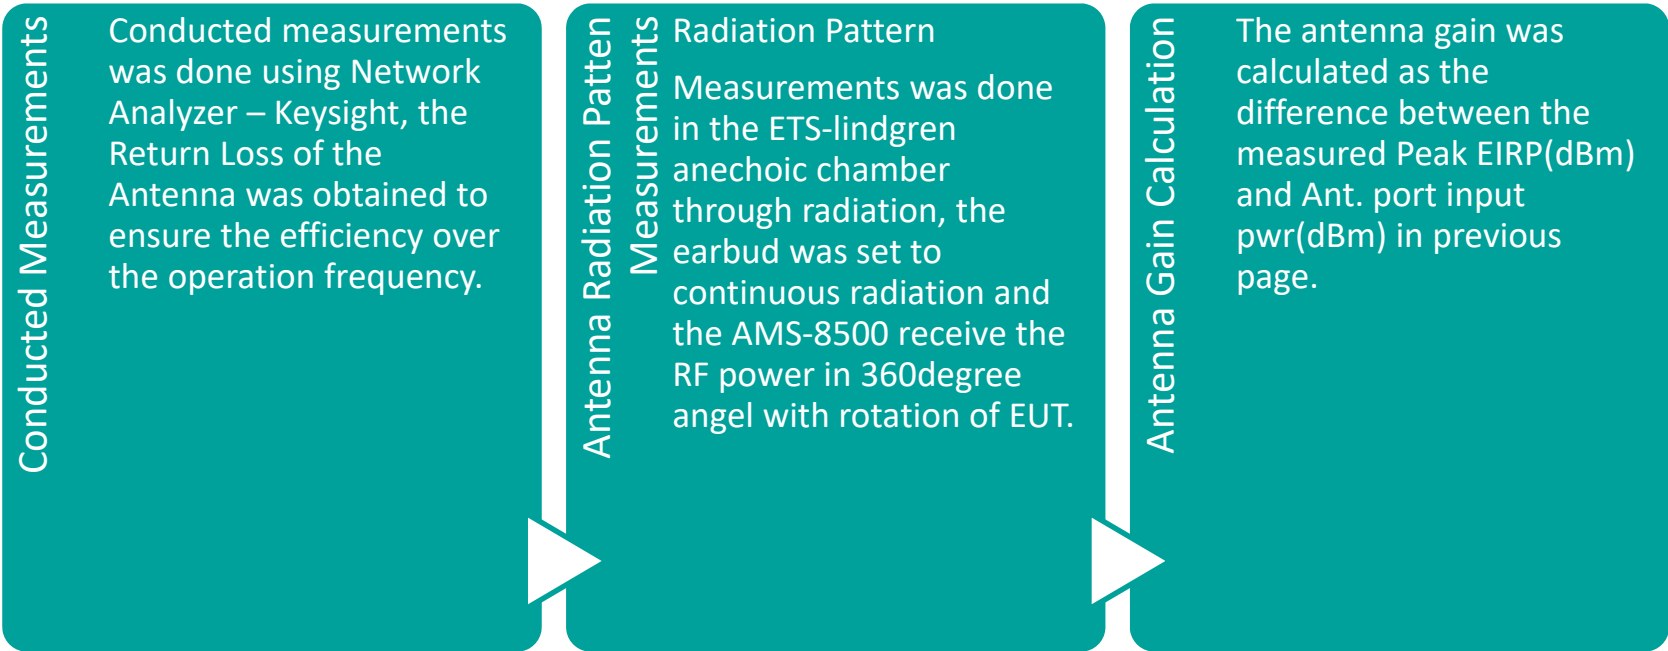 Conducted Measurements
Conducted measurements
was done using Network
Analyzer – Keysight, the
Return Loss of the
Antenna was obtained to
ensure the efficiency over
the operation frequency.
Antenna Radiation Patten
Measurements
Radiation Pattern
Measurements was done
in the ETS-lindgren
anechoic chamber
through radiation, the
earbud was set to
continuous radiation and
the AMS-8500 receive the
RF power in 360degree
angel with rotation of EUT.
Antenna Gain Calculation
The antenna gain was
calculated as the
difference between the
measured Peak EIRP(dBm)
and Ant. port input
pwr(dBm) in previous
page.